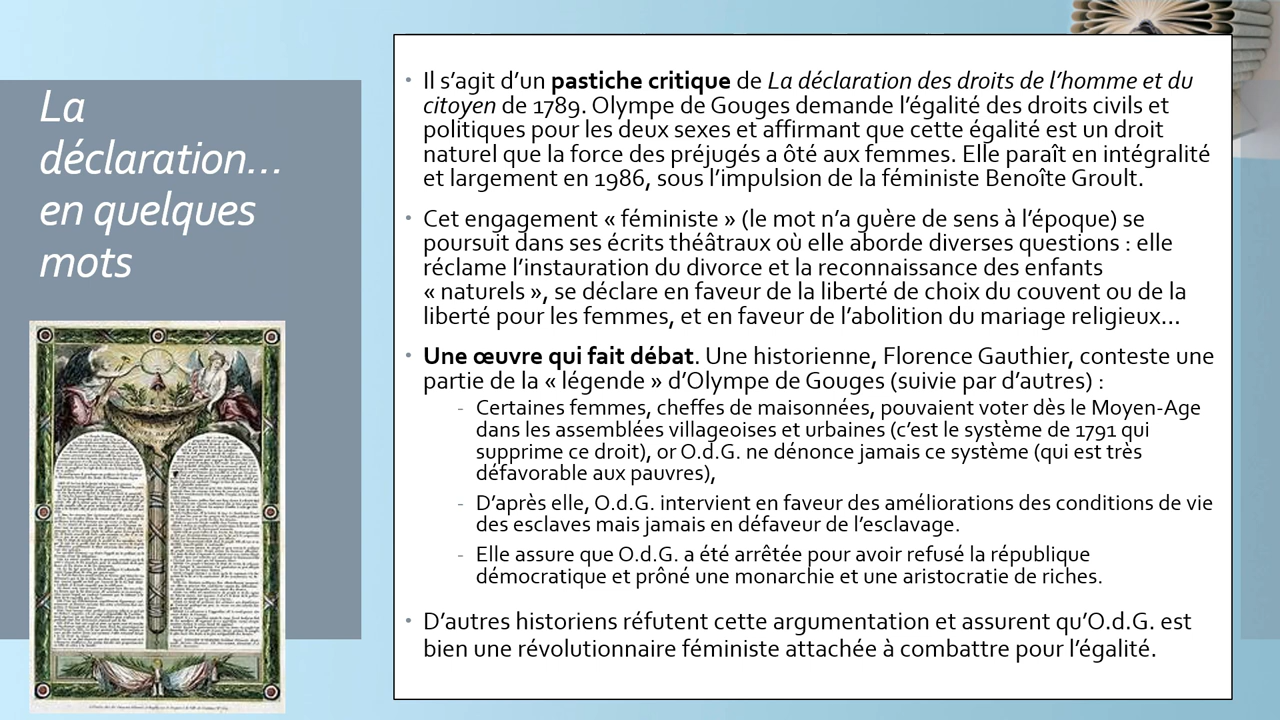 La
déclaration…
en quelques
mots
• Il s’agit d’un pastiche critique de La déclaration des droits de l’homme et du
citoyen de 1789. Olympe de Gouges demande l’égalité des droits civils et
politiques pour les deux sexes et affirmant que cette égalité est un droit
naturel que la force des préjugés a ôté aux femmes. Elle paraît en intégralité
et largement en 1986, sous l’impulsion de la féministe Benoîte Groult.
• Cet engagement « féministe » (le mot n’a guère de sens à l’époque) se
poursuit dans ses écrits théâtraux où elle aborde diverses questions : elle
réclame l’instauration du divorce et la reconnaissance des enfants
« naturels », se déclare en faveur de la liberté de choix du couvent ou de la
liberté pour les femmes, et en faveur de l’abolition du mariage religieux…
• Une œuvre qui fait débat. Une historienne, Florence Gauthier, conteste une
partie de la « légende » d’Olympe de Gouges (suivie par d’autres) :
- Certaines femmes, cheffes de maisonnées, pouvaient voter dès le Moyen-Age
dans les assemblées villageoises et urbaines (c’est le système de 1791 qui
supprime ce droit), or O.d.G. ne dénonce jamais ce système (qui est très
défavorable aux pauvres),
- D’après elle, O.d.G. intervient en faveur des améliorations des conditions de vie
des esclaves mais jamais en défaveur de l’esclavage.
- Elle assure que O.d.G. a été arrêtée pour avoir refusé la république
démocratique et prôné une monarchie et une aristocratie de riches.
• D’autres historiens réfutent cette argumentation et assurent qu’O.d.G. est
bien une révolutionnaire féministe attachée à combattre pour l’égalité.